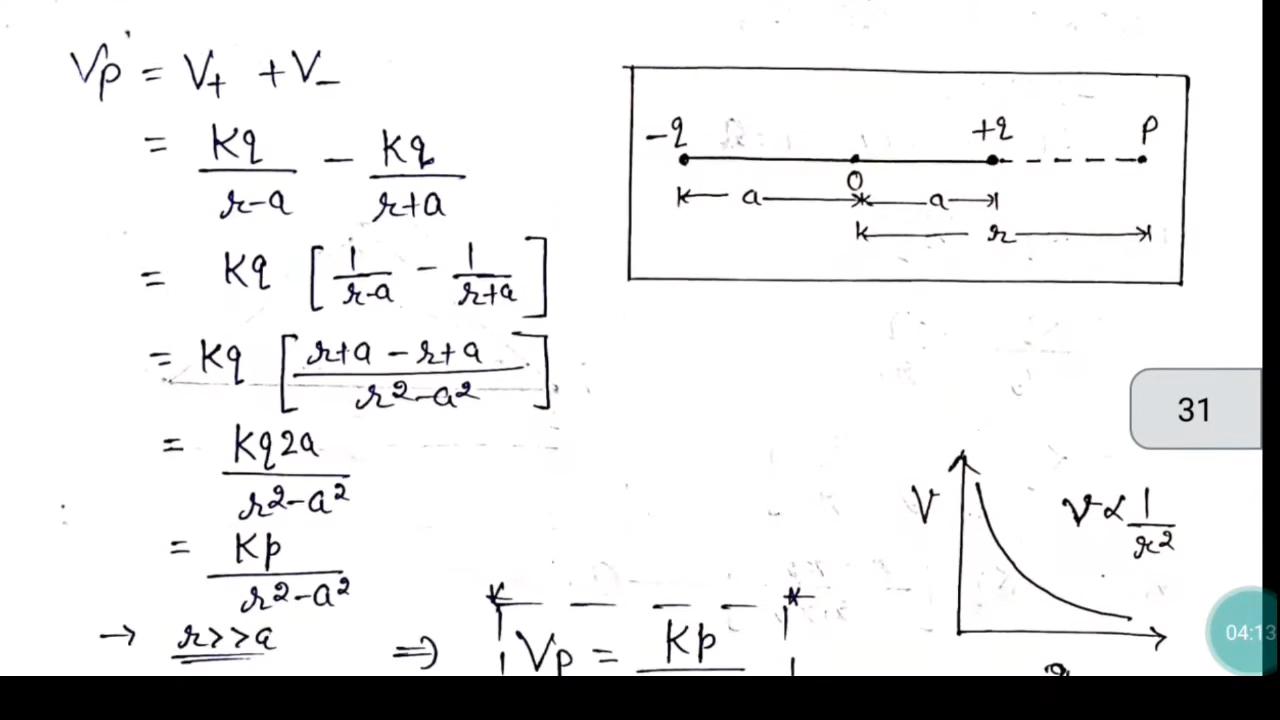 Vp = V+ + V-
= Kq/(r-a) - Kq/(r+a)
= Kq [1/(r-a) - 1/(r+a)]
= Kq [(r+a-r+a)/(r²-a²)]
= Kq2a/(r²-a²)
= Kp/(r²-a²)
→ r>>a ⇒ Vp = Kp
-q +q P
O
a a
r
31
V V∝1/r²
04:13